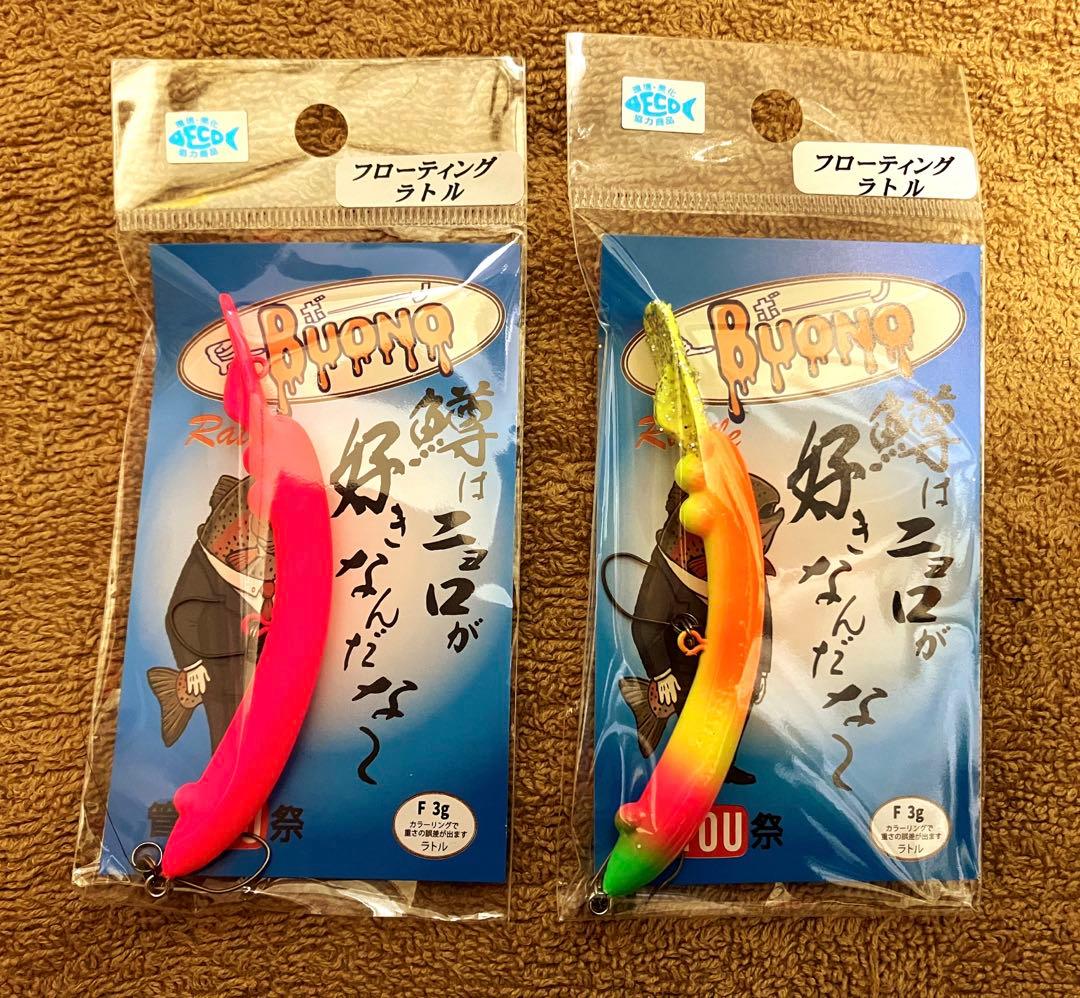 環境・美化
ECO
協力商品
フローティング
ラトル
ボーノ
BUONO
鱒は
ニョロが
好きなんだな〜
祭
F 3g
カラーリングで
重さの誤差が出ます
ラトル
環境・美化
ECO
協力商品
フローティング
ラトル
ボーノ
BUONO
鱒は
ニョロが
好きなんだな〜
YOU祭
F 3g
カラーリングで
重さの誤差が出ます
ラトル